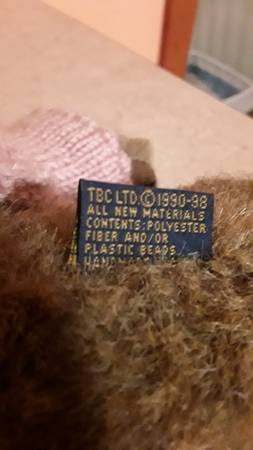 TBC LTD.©1990-98
ALL NEW MATERIALS
CONTENTS:POLYESTER
FIBER AND/OR
PLASTIC BEADS